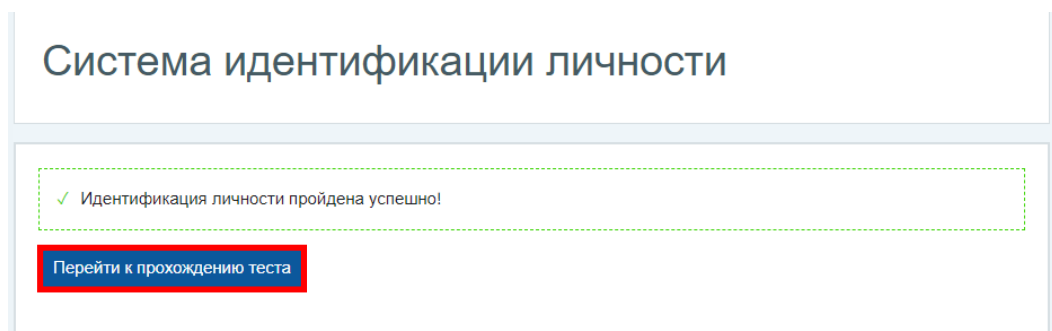 Система идентификации личности
✓ Идентификация личности пройдена успешно!
Перейти к прохождению теста